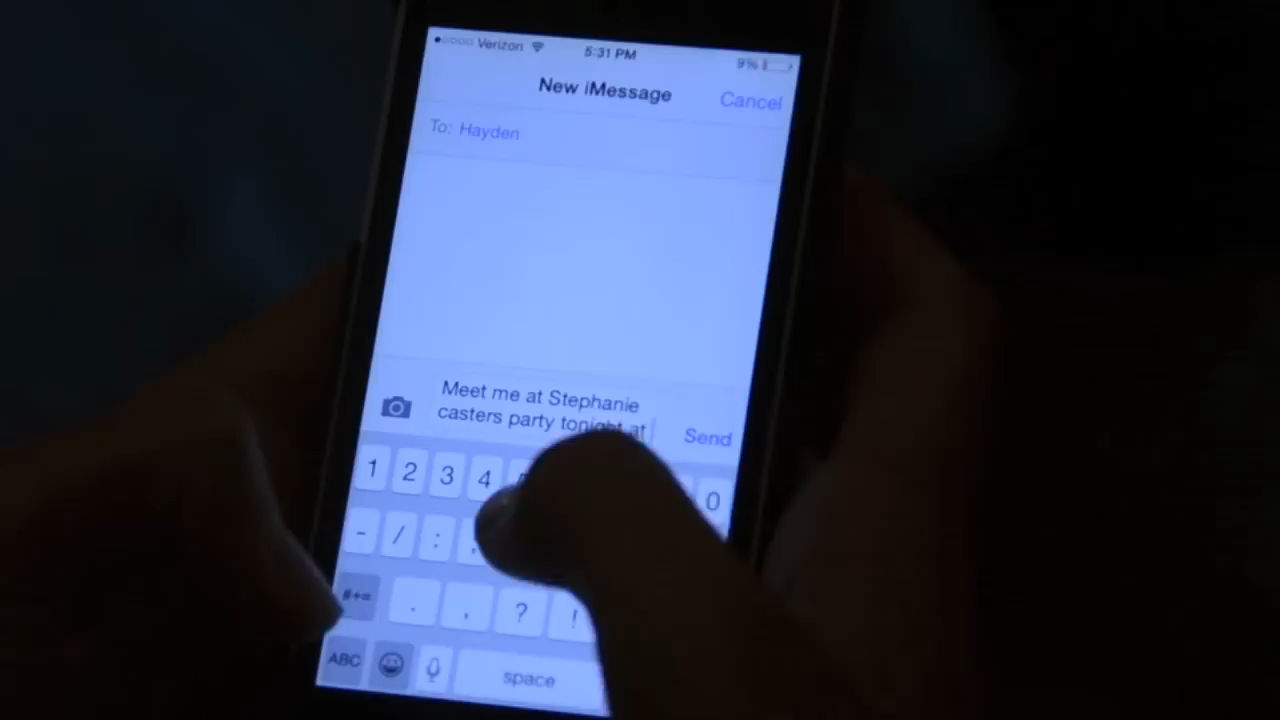 Verizon 5:31 PM 9%
New iMessage Cancel
To: Hayden
Meet me at Stephanie
casters party tonight at
Send
1 2 3 4 0
- / :
#+= . , ? !
ABC space